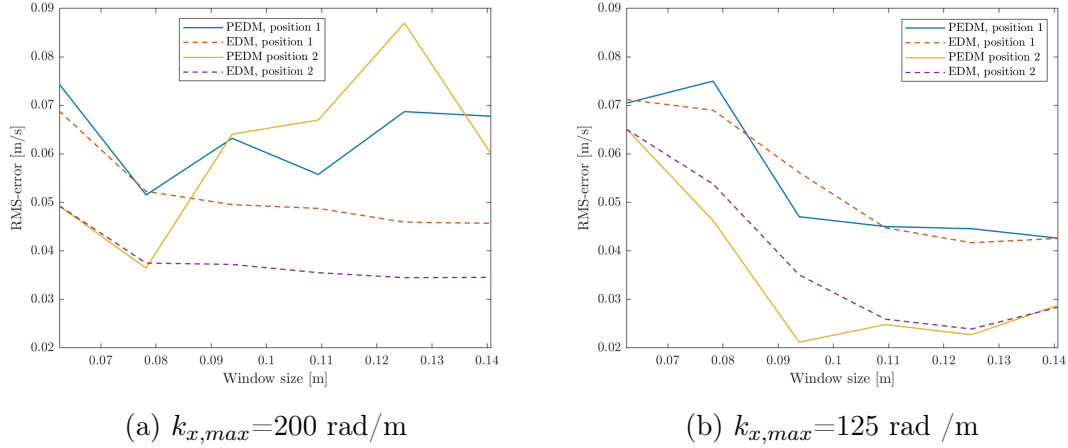 0.09
0.08
0.07
0.06
0.05
0.04
0.03
0.02
RMS-error [m/s]
PEDM, position 1
EDM, position 1
PEDM position 2
EDM, position 2
0.07 0.08 0.09 0.1 0.11 0.12 0.13 0.14
Window size [m]
(a) k_{x,max}=200 rad/m
0.09
0.08
0.07
0.06
0.05
0.04
0.03
0.02
RMS-error [m/s]
PEDM, position 1
EDM, position 1
PEDM position 2
EDM, position 2
0.07 0.08 0.09 0.1 0.11 0.12 0.13 0.14
Window size [m]
(b) k_{x,max}=125 rad /m